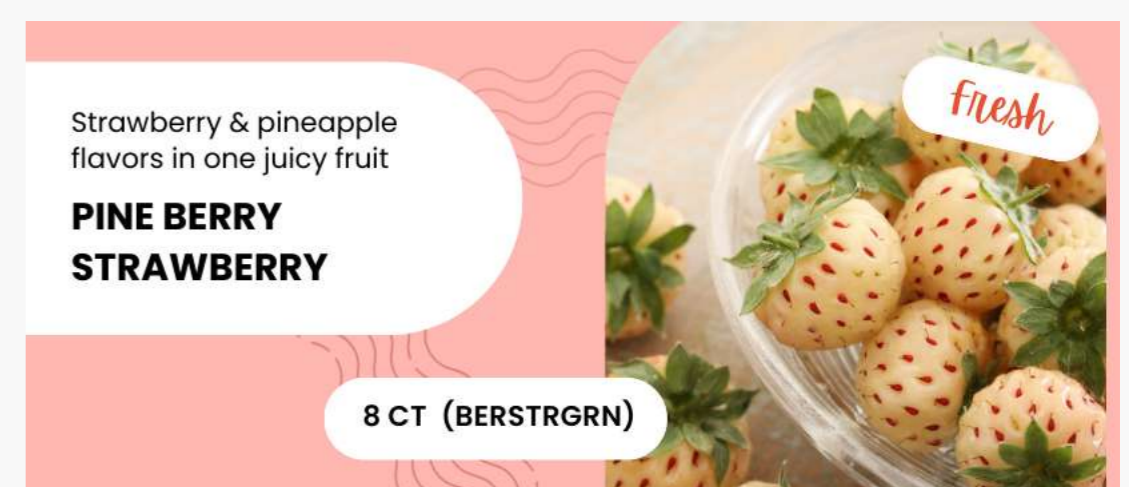 Strawberry & pineapple
flavors in one juicy fruit
PINE BERRY
STRAWBERRY
8 CT (BERSTRGRN)
fresh